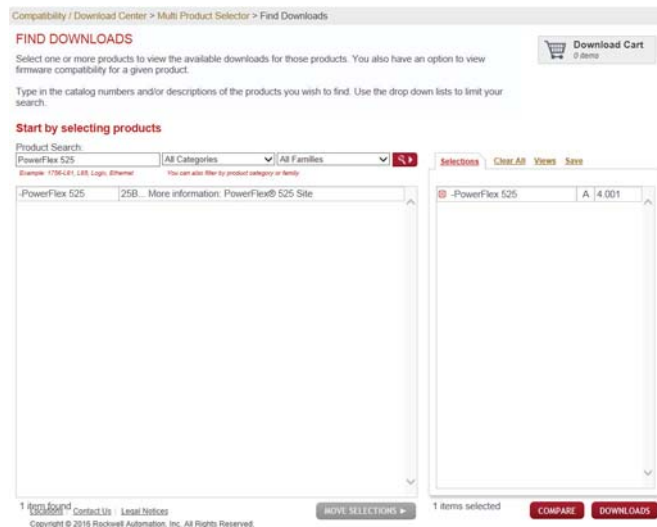 Compatibility / Download Center > Multi Product Selector > Find Downloads
FIND DOWNLOADS
Select one or more products to view the available downloads for those products. You also have an option to view
firmware compatibility for a given product.
Type in the catalog numbers and/or descriptions of the products you wish to find. Use the drop down lists to limit your
search.
Download Cart
0 items
Start by selecting products
Product Search:
PowerFlex 525 All Categories All Families
Example: 1756-L61, L65, Logix, Ethernet You can also filter by product category or family
Selections Clear All Views Save
-PowerFlex 525 25B... More information: PowerFlex® 525 Site
-PowerFlex 525 A 4.001
1 item found
MOVE SELECTIONS
1 items selected
COMPARE DOWNLOADS
Locations | Contact Us | Legal Notices
Copyright © 2016 Rockwell Automation, Inc. All Rights Reserved.